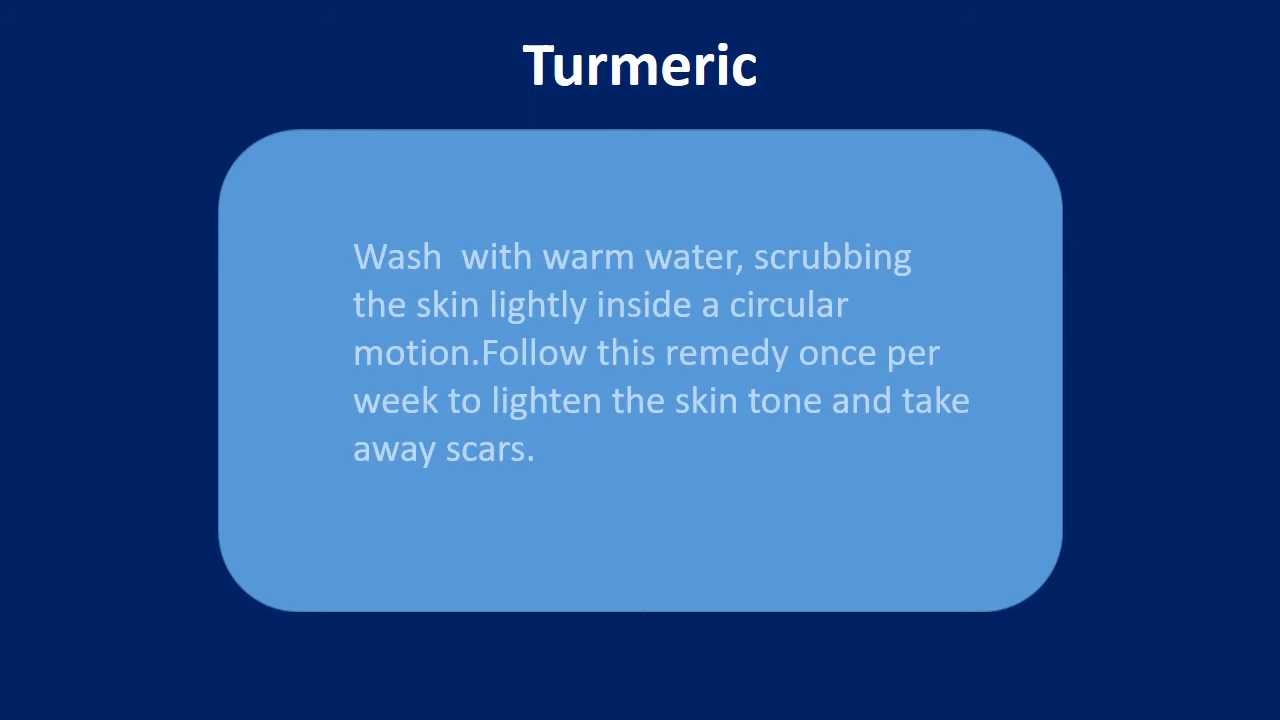 Turmeric
Wash  with warm water, scrubbing
the skin lightly inside a circular
motion.Follow this remedy once per
week to lighten the skin tone and take
away scars.